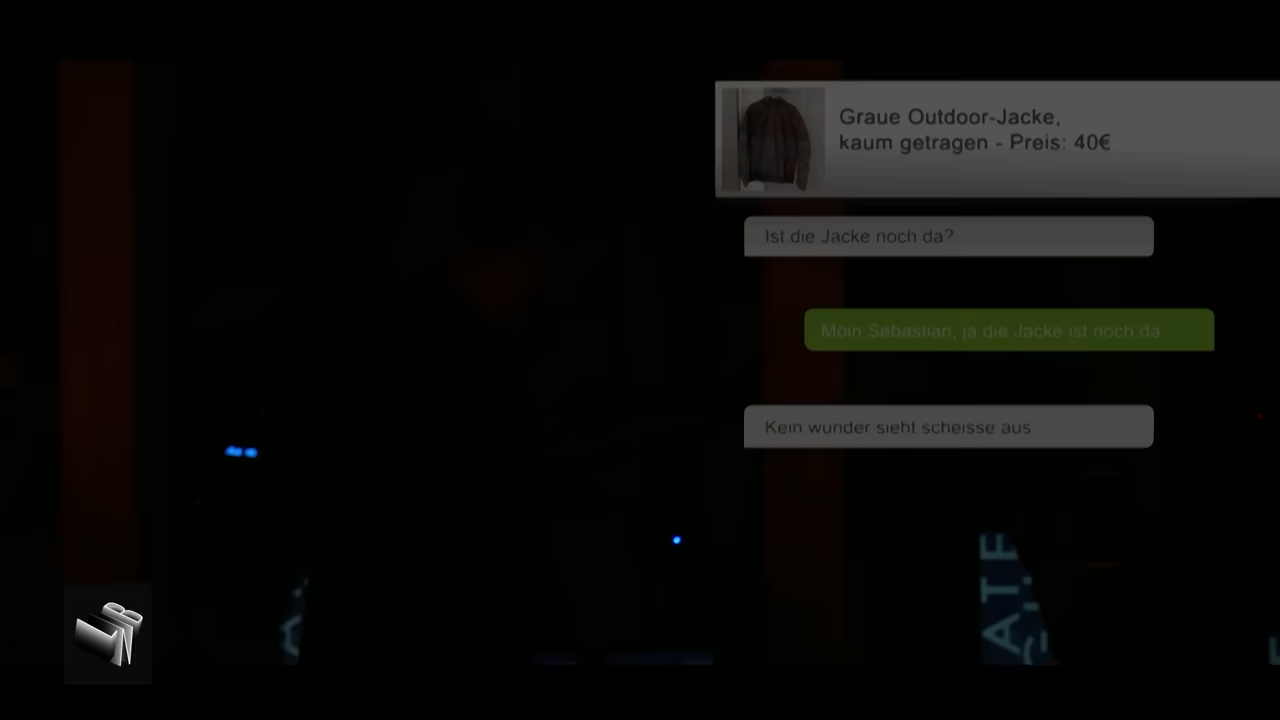 Graue Outdoor-Jacke,
kaum getragen - Preis: 40€
Ist die Jacke noch da?
Moin Sebastian, ja die Jacke ist noch da
Kein wunder sieht scheisse aus